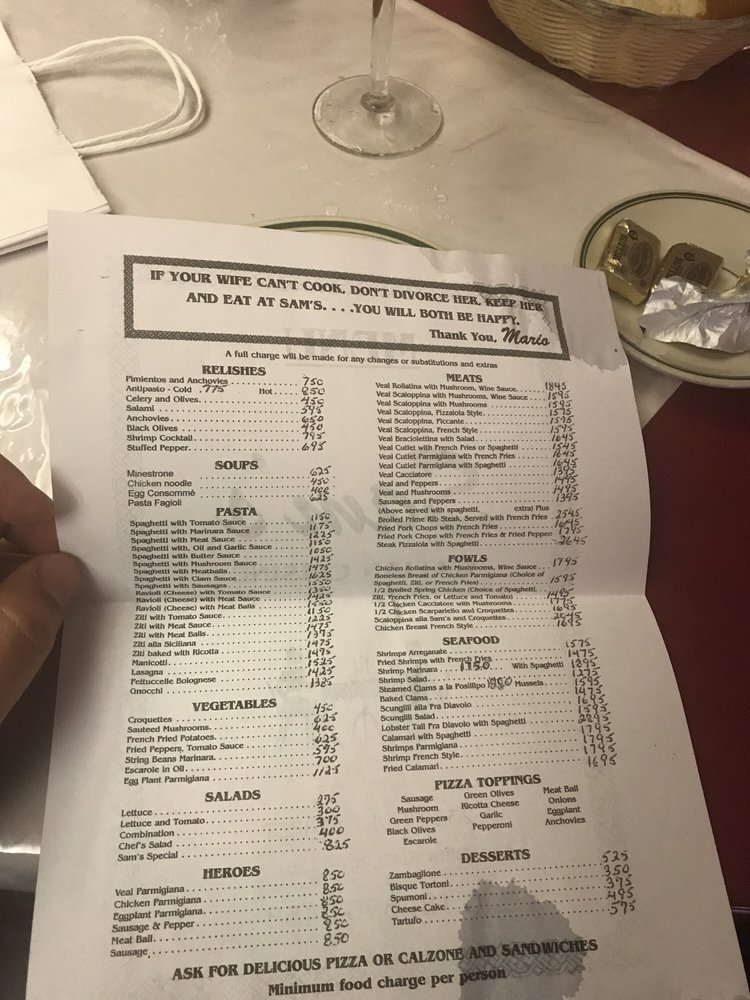 IF YOUR WIFE CAN'T COOK, DON'T DIVORCE HER, KEEP HER
AND EAT AT SAM'S. . . .YOU WILL BOTH BE HAPPY.
Thank You, Mario
A full charge will be made for any changes or substitutions and extras
RELISHES
Pimientos and Anchovies 750
Antipasto - Cold .775 Hot 850
Celery and Olives 450
Salami 595
Anchovies 650
Black Olives 450
Shrimp Cocktail 795
Stuffed Pepper 695
SOUPS
Minestrone 625
Chicken noodle 450
Egg Consommé 400
Pasta Fagioli 625
PASTA
Spaghetti with Tomato Sauce 1150
Spaghetti with Marinara Sauce 1175
Spaghetti with Meat Sauce 1225
Spaghetti with, Oil and Garlic Sauce 1150
Spaghetti with Butter Sauce 1050
Spaghetti with Mushroom Sauce 1425
Spaghetti with Meatballs 1475
Spaghetti with Clam Sauce 1625
Spaghetti with Sausages 1550
Ravioli (Cheese) with Tomato Sauce 1350
Ravioli (Cheese) with Meat Sauce 1425
Ravioli (Cheese) with Meat Balls 1550
Ziti with Tomato Sauce 1150
Ziti with Meat Sauce 1225
Ziti with Meat Balls 1475
Ziti alla Siciliana 1375
Ziti baked with Ricotta 1475
Manicotti 1475
Lasagna 1525
Fettuccelle Bolognese 1425
Gnocchi 1325
VEGETABLES
Croquettes 450
Sauteed Mushrooms 625
French Fried Potatoes 400
Fried Peppers, Tomato Sauce 625
String Beans Marinara 595
Escarole in Oil 700
Egg Plant Parmigiana 1125
SALADS
Lettuce 275
Lettuce and Tomato 300
Combination 375
Chef's Salad 400
Sam's Special 825
HEROES
Veal Parmigiana 850
Chicken Parmigiana 850
Eggplant Parmigiana 850
Sausage & Pepper 850
Meat Ball 850
Sausage 850
MEATS
Veal Rollatina with Mushroom, Wine Sauce 1845
Veal Scaloppina with Mushrooms, Wine Sauce 1595
Veal Scaloppina with Mushrooms 1595
Veal Scaloppina, Pizzaiola Style 1575
Veal Scaloppina, Piccante 1595
Veal Scaloppina, French Style 1595
Veal Braciolettina with Salad 1645
Veal Cutlet with French Fries or Spaghetti 1545
Veal Cutlet Parmigiana with French Fries 1645
Veal Cutlet Parmigiana with Spaghetti 1645
Veal Cacciatore 1395
Veal and Peppers 1495
Veal and Mushrooms 1495
Sausages and Peppers 1345
(Above served with spaghetti, extra) Plus
Broiled Prime Rib Steak, Served with French Fries 2545
Fried Pork Chops with French Fries 1645
Fried Pork Chops with French Fries & Fried Pepper 1795
Steak Pizzaiola with Spaghetti 2645
FOWLS
Chicken Rollatina with Mushrooms, Wine Sauce 1795
Boneless Breast of Chicken Parmigiana (Choice of
Spaghetti, Ziti, or French Fries) 1595
1/2 Broiled Spring Chicken (Choice of Spaghetti,
Ziti, French Fries, or Lettuce and Tomato) 1495
1/2 Chicken Cacciatore with Mushrooms 1775
1/2 Chicken Scarpariello and Croquettes 1695
Scaloppina alla Sam's and Croquettes 2045
Chicken Breast French Style 1695
SEAFOOD
Shrimps Arreganate 1575
Fried Shrimps with French Fries 1475
Shrimp Marinara 1750 With Spaghetti 1895
Shrimp Salad 1275
Steamed Clams a la Posillipo 1350 Mussels 1595
Baked Clams 1475
Scungilli alla Fra Diavolo 1695
Scungilli Salad 1595
Lobster Tail Fra Diavolo with Spaghetti 2895
Calamari with Spaghetti 1795
Shrimps Parmigiana 1795
Shrimp French Style 1795
Fried Calamari 1695
PIZZA TOPPINGS
Sausage Green Olives Meat Ball
Mushroom Ricotta Cheese Onions
Green Peppers Garlic Eggplant
Black Olives Pepperoni Anchovies
Escarole
DESSERTS
Zambaglione 525
Bisque Tortoni 350
Spumoni 395
Cheese Cake 495
Tartufo 595
ASK FOR DELICIOUS PIZZA OR CALZONE AND SANDWICHES
Minimum food charge per person
BUTTER